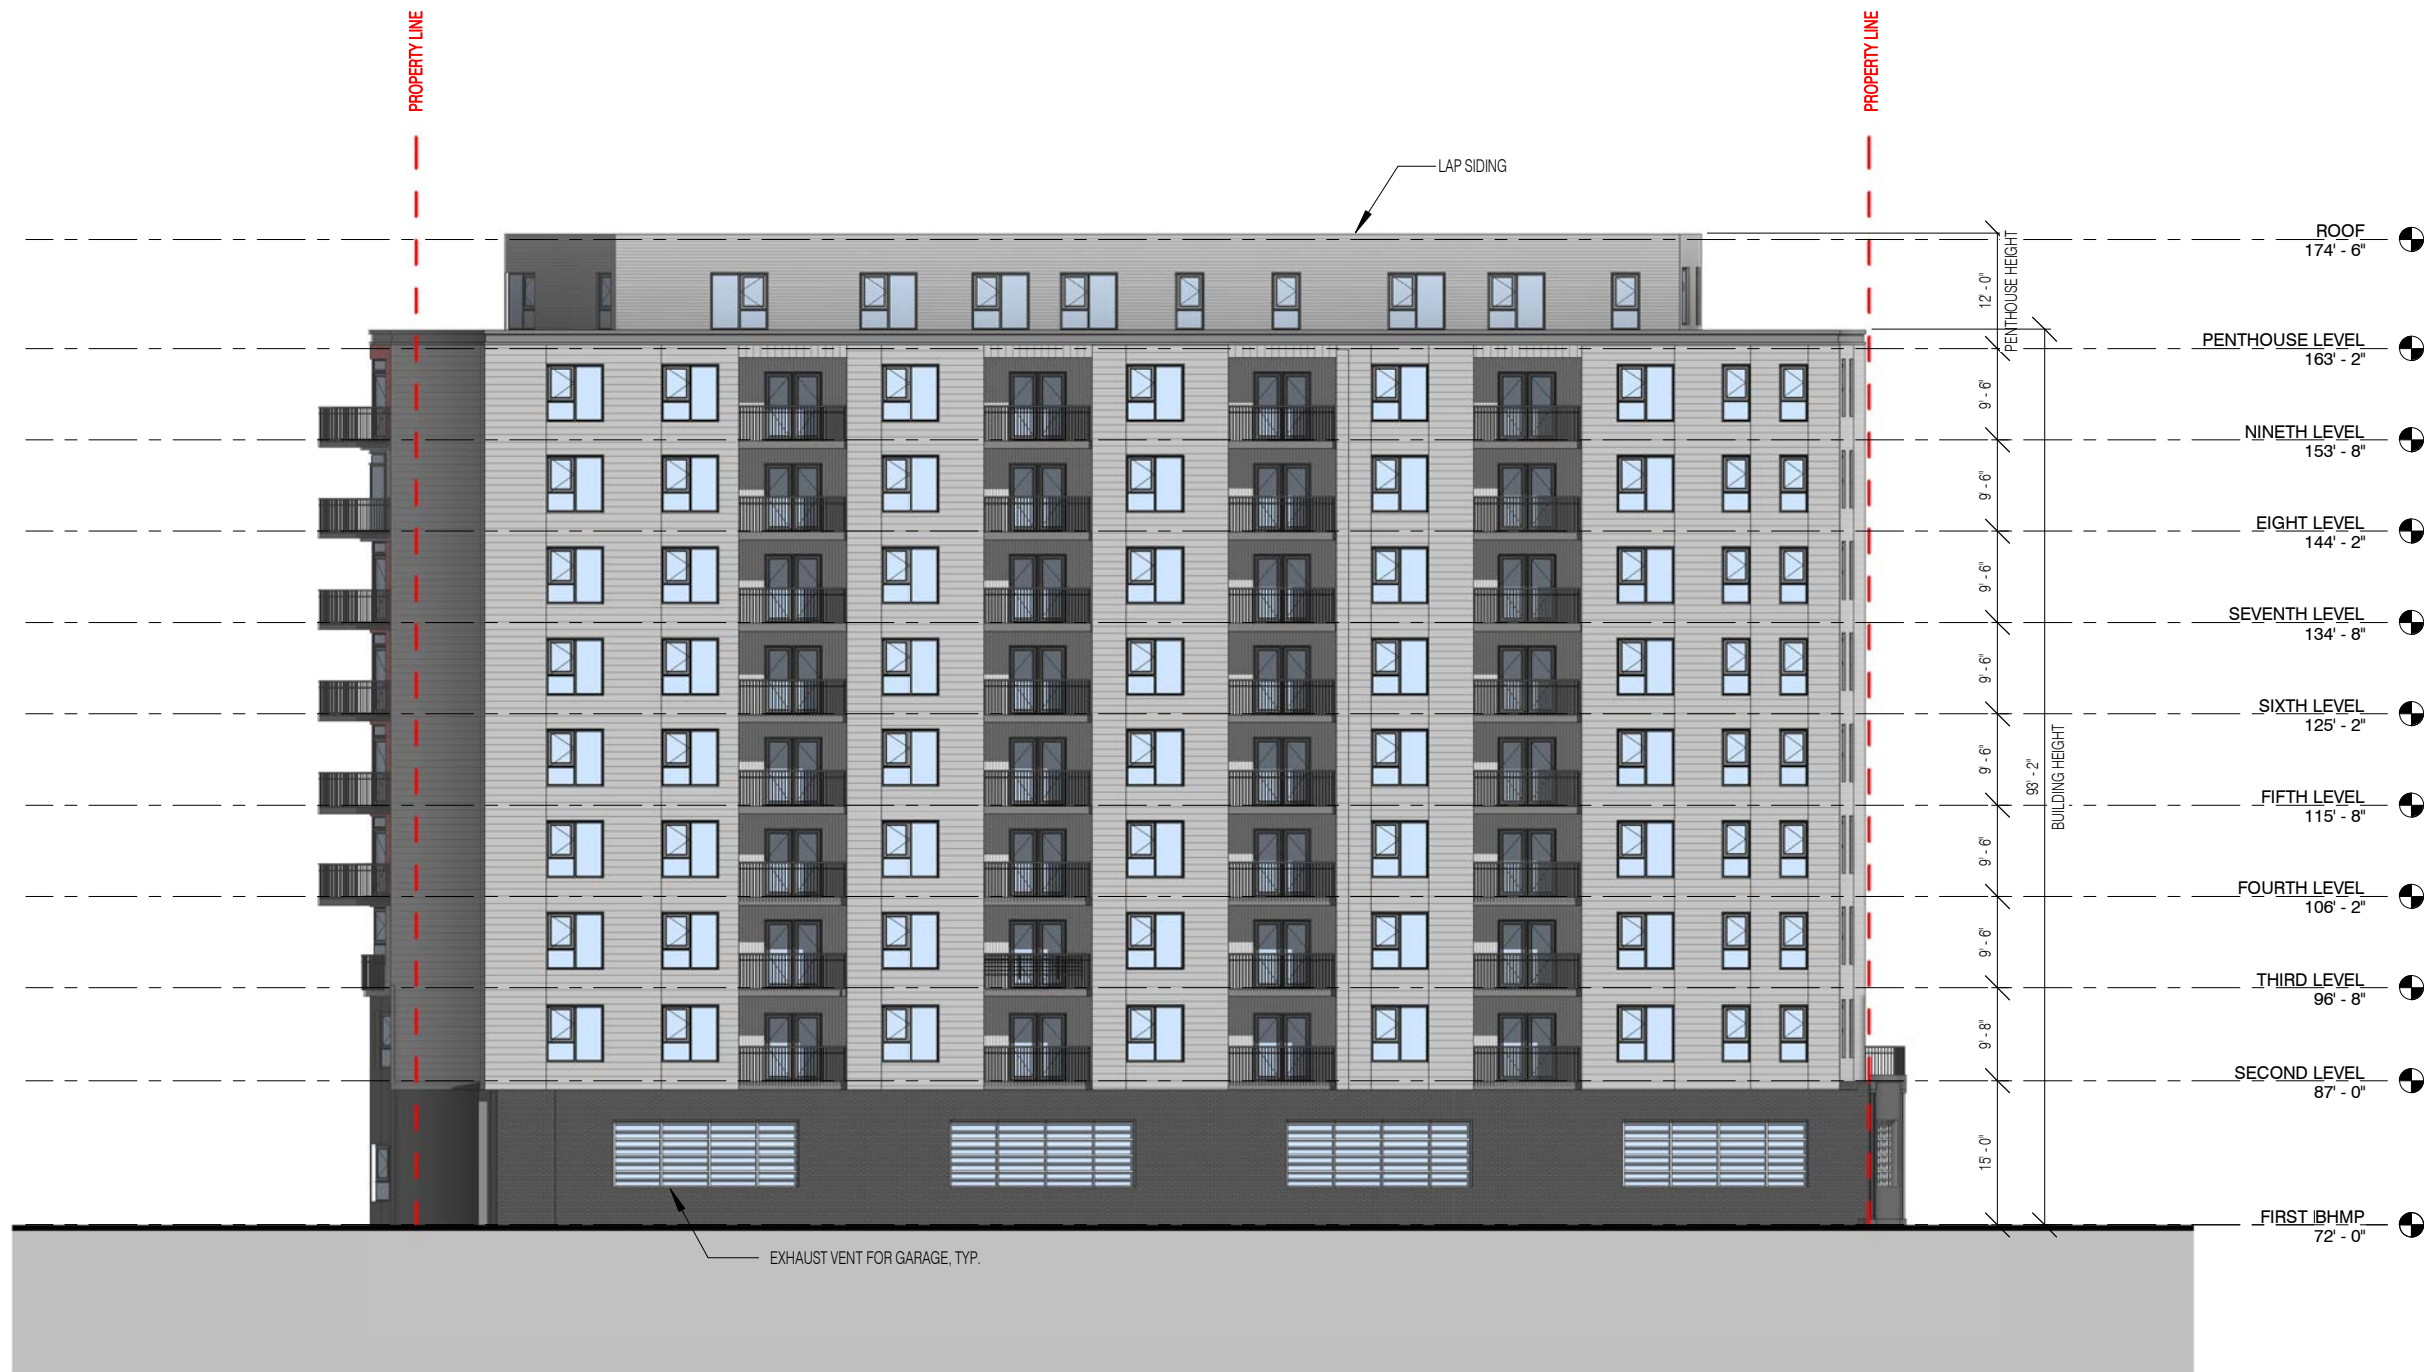 PROPERTY LINE
PROPERTY LINE
LAP SIDING
ROOF
174' - 6"
12' - 0"
PENTHOUSE HEIGHT
PENTHOUSE LEVEL
163' - 2"
9' - 6"
NINETH LEVEL
153' - 8"
9' - 6"
EIGHT LEVEL
144' - 2"
9' - 6"
SEVENTH LEVEL
134' - 8"
9' - 6"
SIXTH LEVEL
125' - 2"
9' - 6"
93' - 2"
BUILDING HEIGHT
FIFTH LEVEL
115' - 8"
9' - 6"
FOURTH LEVEL
106' - 2"
9' - 6"
THIRD LEVEL
96' - 8"
9' - 8"
SECOND LEVEL
87' - 0"
15' - 0"
FIRST BHMP
72' - 0"
EXHAUST VENT FOR GARAGE, TYP.